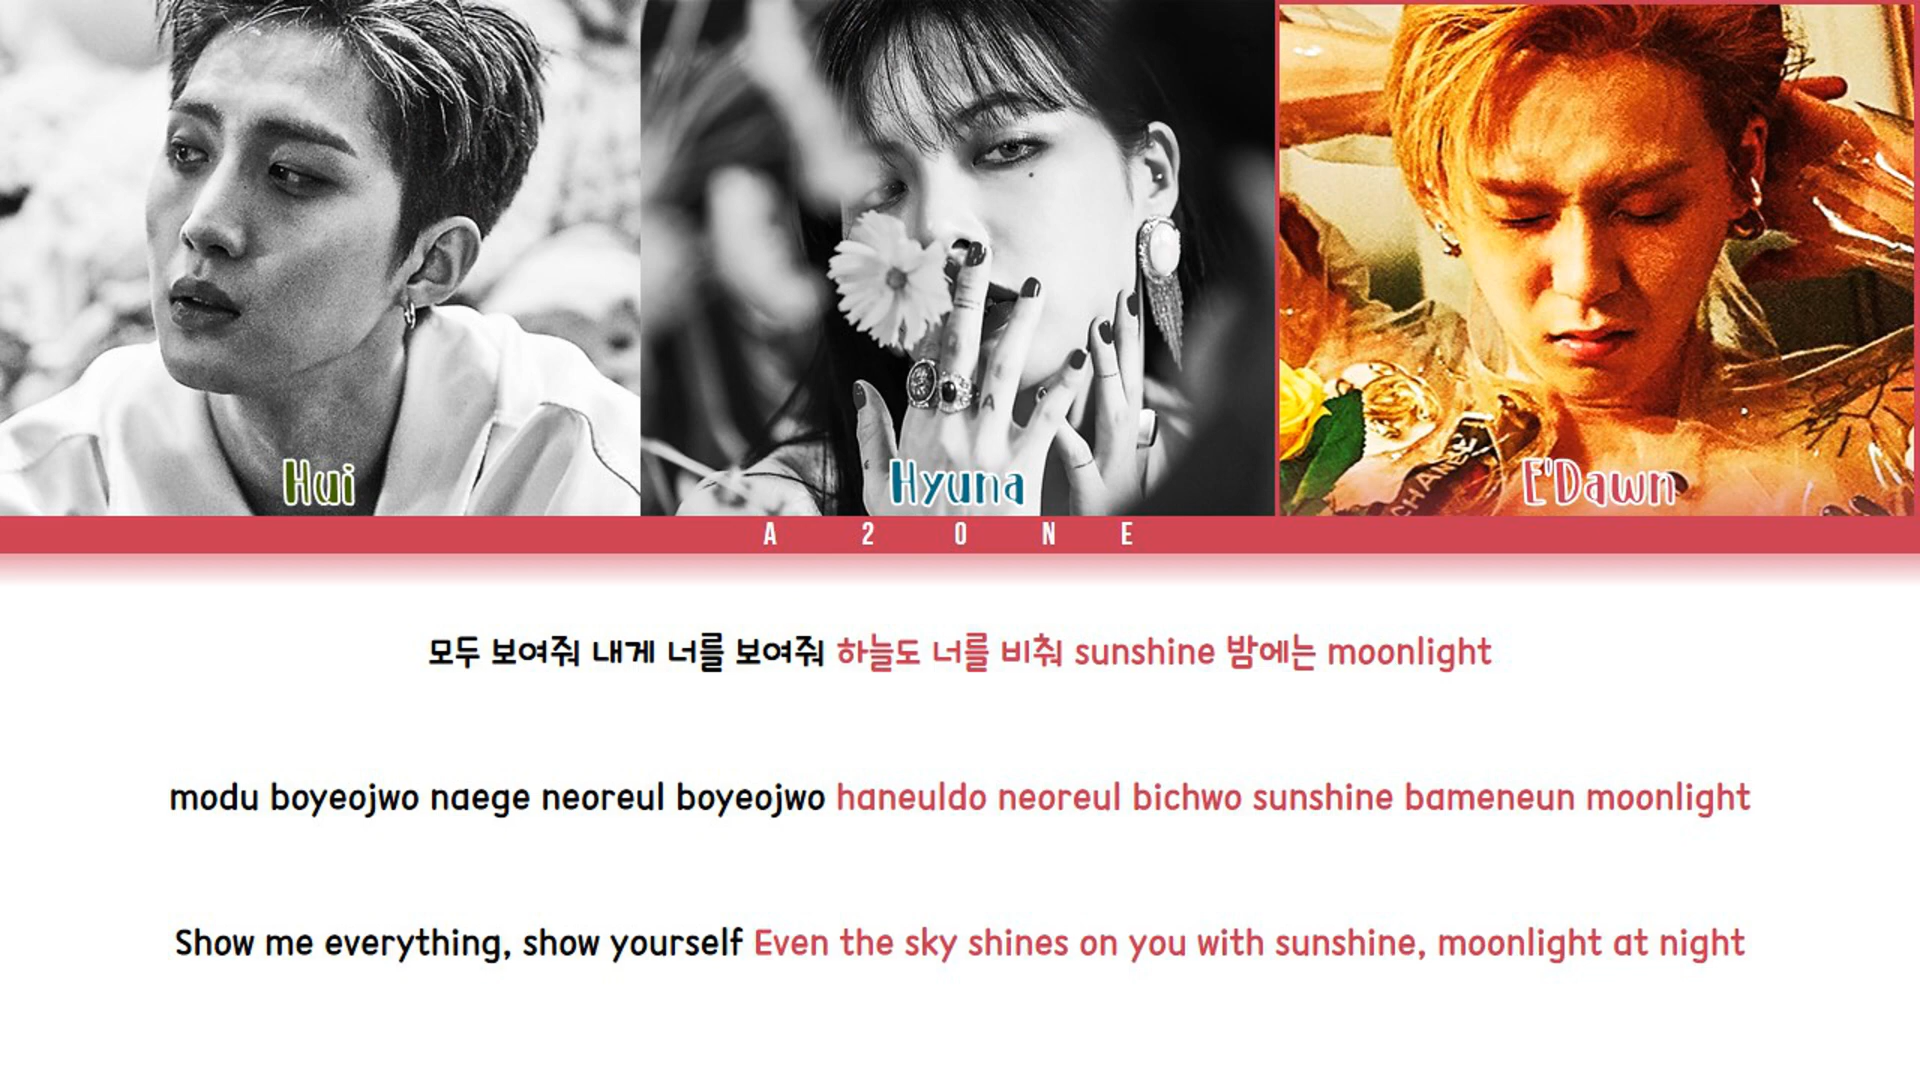 Hui
Hyuna
E'Dawn
CHANEL
A 2 O N E
모두 보여줘 내게 너를 보여줘 하늘도 너를 비춰 sunshine 밤에는 moonlight
modu boyeojwo naege neoreul boyeojwo haneuldo neoreul bichwo sunshine bameneun moonlight
Show me everything, show yourself Even the sky shines on you with sunshine, moonlight at night